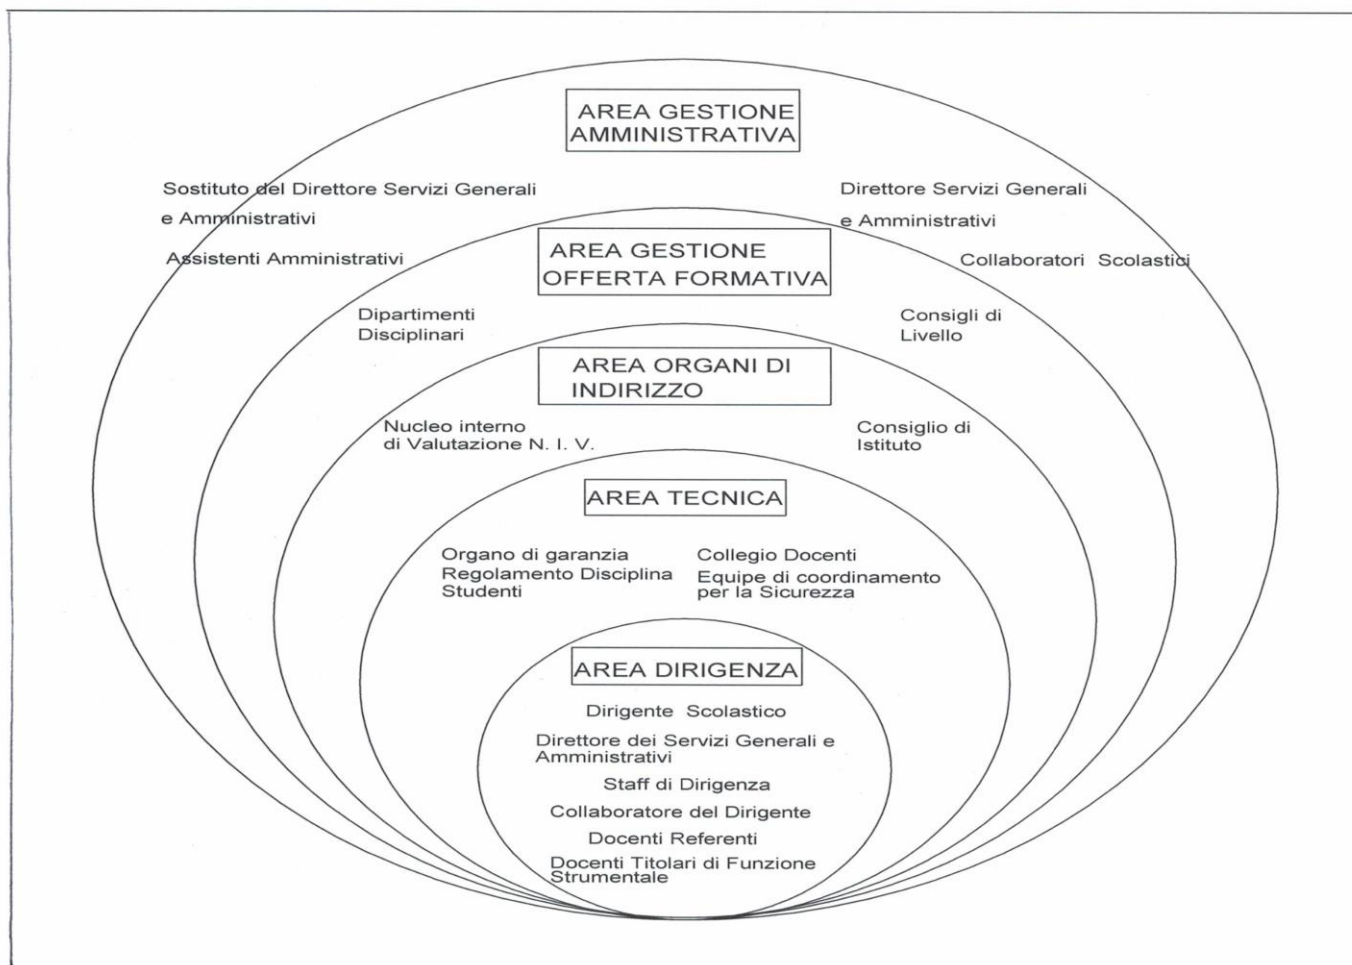 AREA GESTIONE
AMMINISTRATIVA
Sostituto del Direttore Servizi Generali
e Amministrativi
Assistenti Amministrativi
Direttore Servizi Generali
e Amministrativi
Collaboratori Scolastici
AREA GESTIONE
OFFERTA FORMATIVA
Dipartimenti
Disciplinari
Consigli di
Livello
AREA ORGANI DI
INDIRIZZO
Nucleo interno
di Valutazione N. I. V.
Consiglio di
Istituto
AREA TECNICA
Organo di garanzia
Regolamento Disciplina
Studenti
Collegio Docenti
Equipe di coordinamento
per la Sicurezza
AREA DIRIGENZA
Dirigente Scolastico
Direttore dei Servizi Generali e
Amministrativi
Staff di Dirigenza
Collaboratore del Dirigente
Docenti Referenti
Docenti Titolari di Funzione
Strumentale